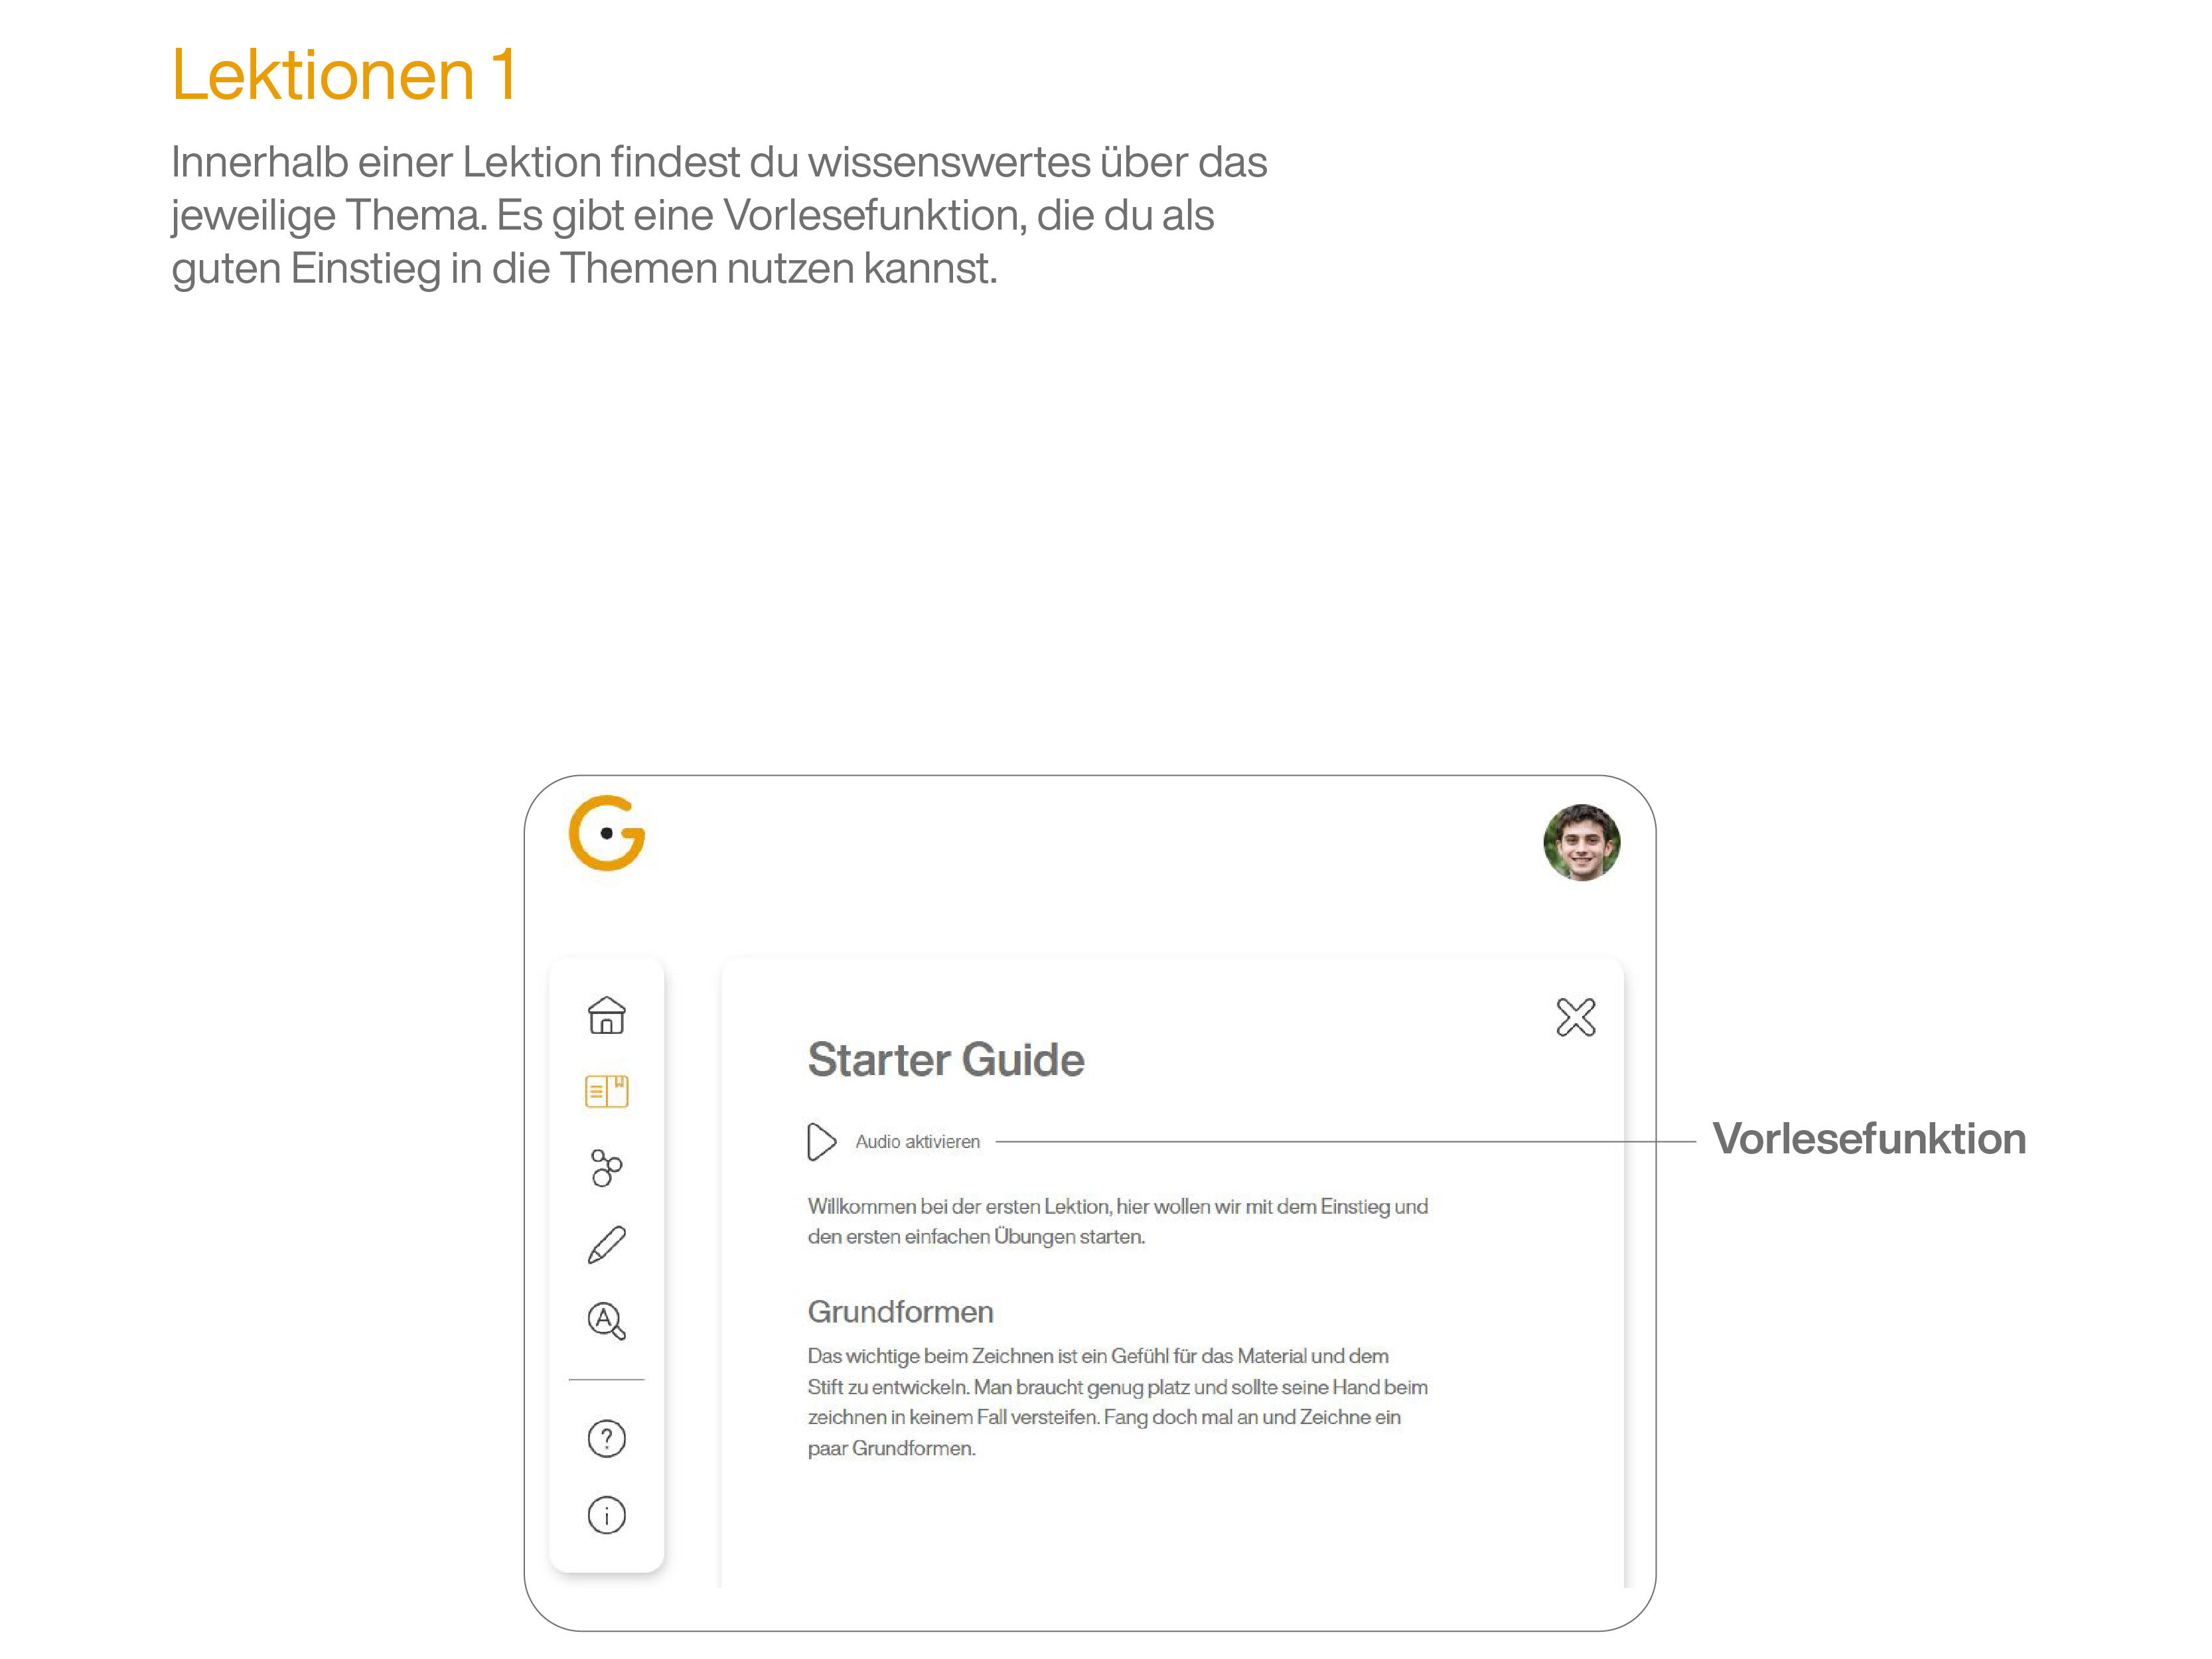 Lektionen 1
Innerhalb einer Lektion findest du wissenswertes über das
jeweilige Thema. Es gibt eine Vorlesefunktion, die du als
guten Einstieg in die Themen nutzen kannst.
Starter Guide
Audio aktivieren
Vorlesefunktion
Willkommen bei der ersten Lektion, hier wollen wir mit dem Einstieg und
den ersten einfachen Übungen starten.
Grundformen
Das wichtige beim Zeichnen ist ein Gefühl für das Material und dem
Stift zu entwickeln. Man braucht genug platz und sollte seine Hand beim
zeichnen in keinem Fall versteifen. Fang doch mal an und Zeichne ein
paar Grundformen.